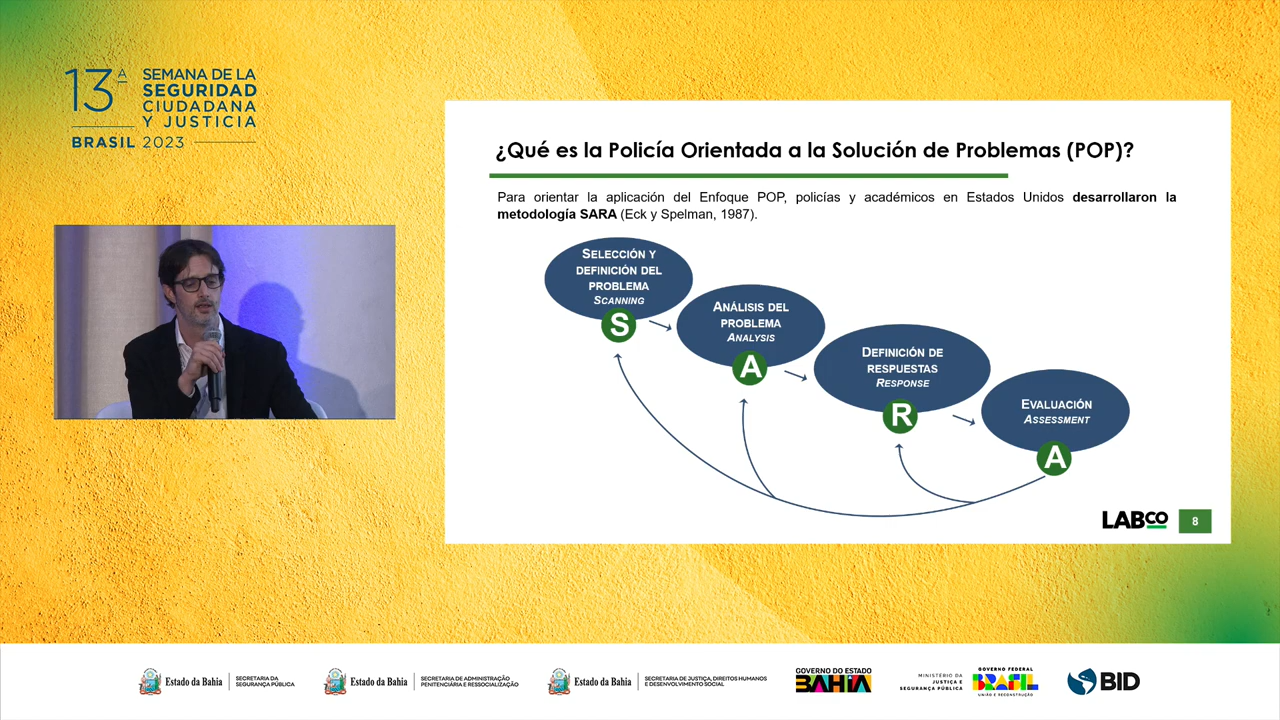 13ª
SEMANA DE LA
SEGURIDAD
CIUDADANA
Y JUSTICIA
BRASIL 2023
¿Qué es la Policía Orientada a la Solución de Problemas (POP)?
Para orientar la aplicación del Enfoque POP, policías y académicos en Estados Unidos desarrollaron la
metodología SARA (Eck y Spelman, 1987).
SELECCIÓN Y
DEFINICIÓN DEL
PROBLEMA
SCANNING
S
ANÁLISIS DEL
PROBLEMA
ANALYSIS
A
DEFINICIÓN DE
RESPUESTAS
RESPONSE
R
EVALUACIÓN
ASSESSMENT
A
LABCO
8
Estado da Bahia
SECRETARIA DA
SEGURANÇA PÚBLICA
Estado da Bahia
SECRETARIA DE ADMINISTRAÇÃO
PENITENCIÁRIA E RESSOCIALIZAÇÃO
Estado da Bahia
SECRETARIA DE JUSTIÇA, DIREITOS HUMANOS
E DESENVOLVIMENTO SOCIAL
GOVERNO DO ESTADO
BAHIA
MINISTÉRIO DA
JUSTIÇA E
SEGURANÇA PÚBLICA
GOVERNO FEDERAL
BRASIL
UNIÃO E RECONSTRUÇÃO
BID